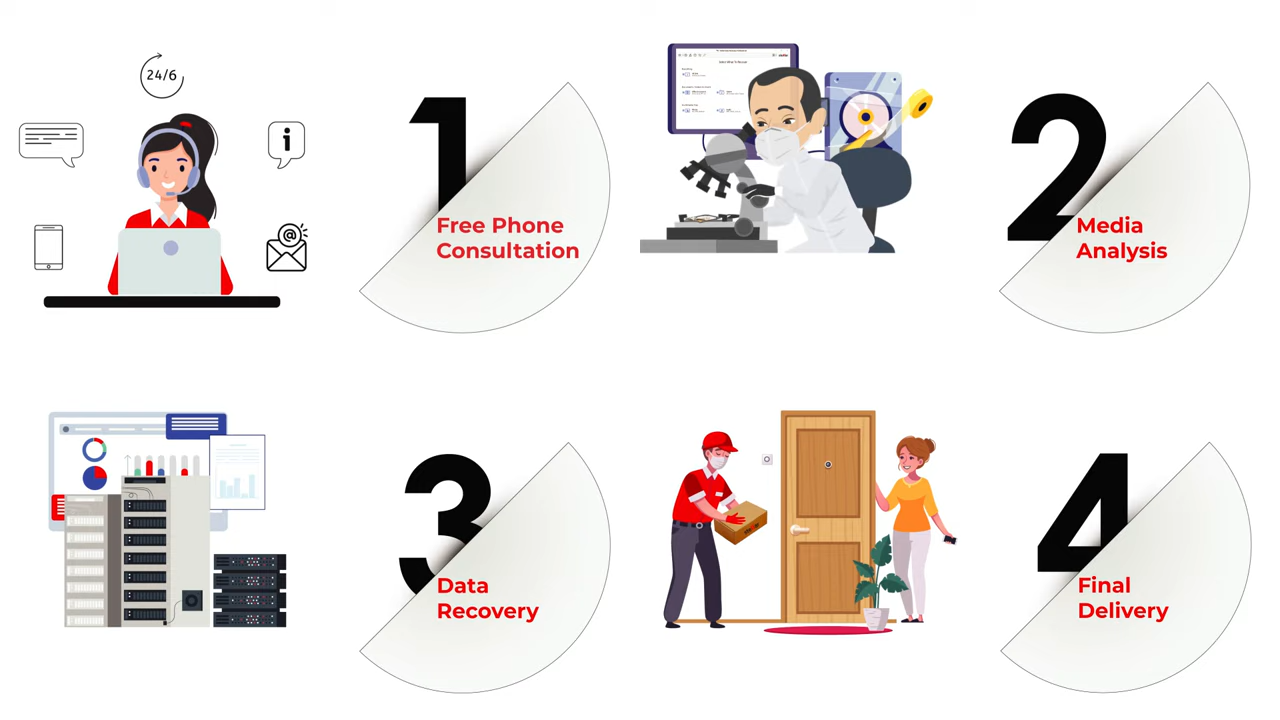 24/6
1
Free Phone
Consultation
2
Media
Analysis
3
Data
Recovery
4
Final
Delivery